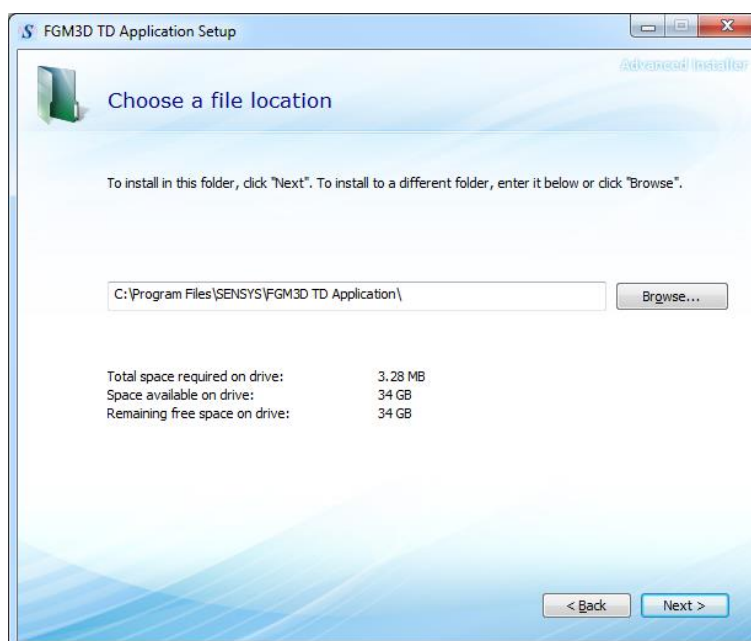 S FGM3D TD Application Setup
Advanced Installer
Choose a file location
To install in this folder, click "Next". To install to a different folder, enter it below or click "Browse".
C:\Program Files\SENSYS\FGM3D TD Application\
Browse...
Total space required on drive: 3.28 MB
Space available on drive: 34 GB
Remaining free space on drive: 34 GB
< Back Next >